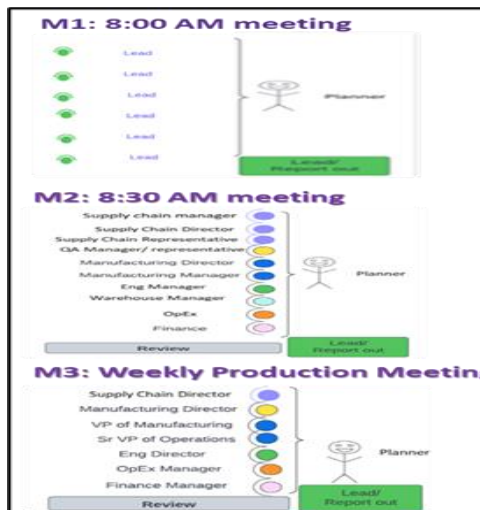 M1: 8:00 AM meeting
Lead
Lead
Lead
Lead
Lead
Lead
Planner
Lead/
Report out
M2: 8:30 AM meeting
Supply chain manager
Supply Chain Director
Supply Chain Representative
QA Manager/ representative
Manufacturing Director
Manufacturing Manager
Eng Manager
Warehouse Manager
OpEx
Finance
Planner
Review
Lead/
Report out
M3: Weekly Production Meeting
Supply Chain Director
Manufacturing Director
VP of Manufacturing
Sr VP of Operations
Eng Director
OpEx Manager
Finance Manager
Planner
Review
Lead/
Report out